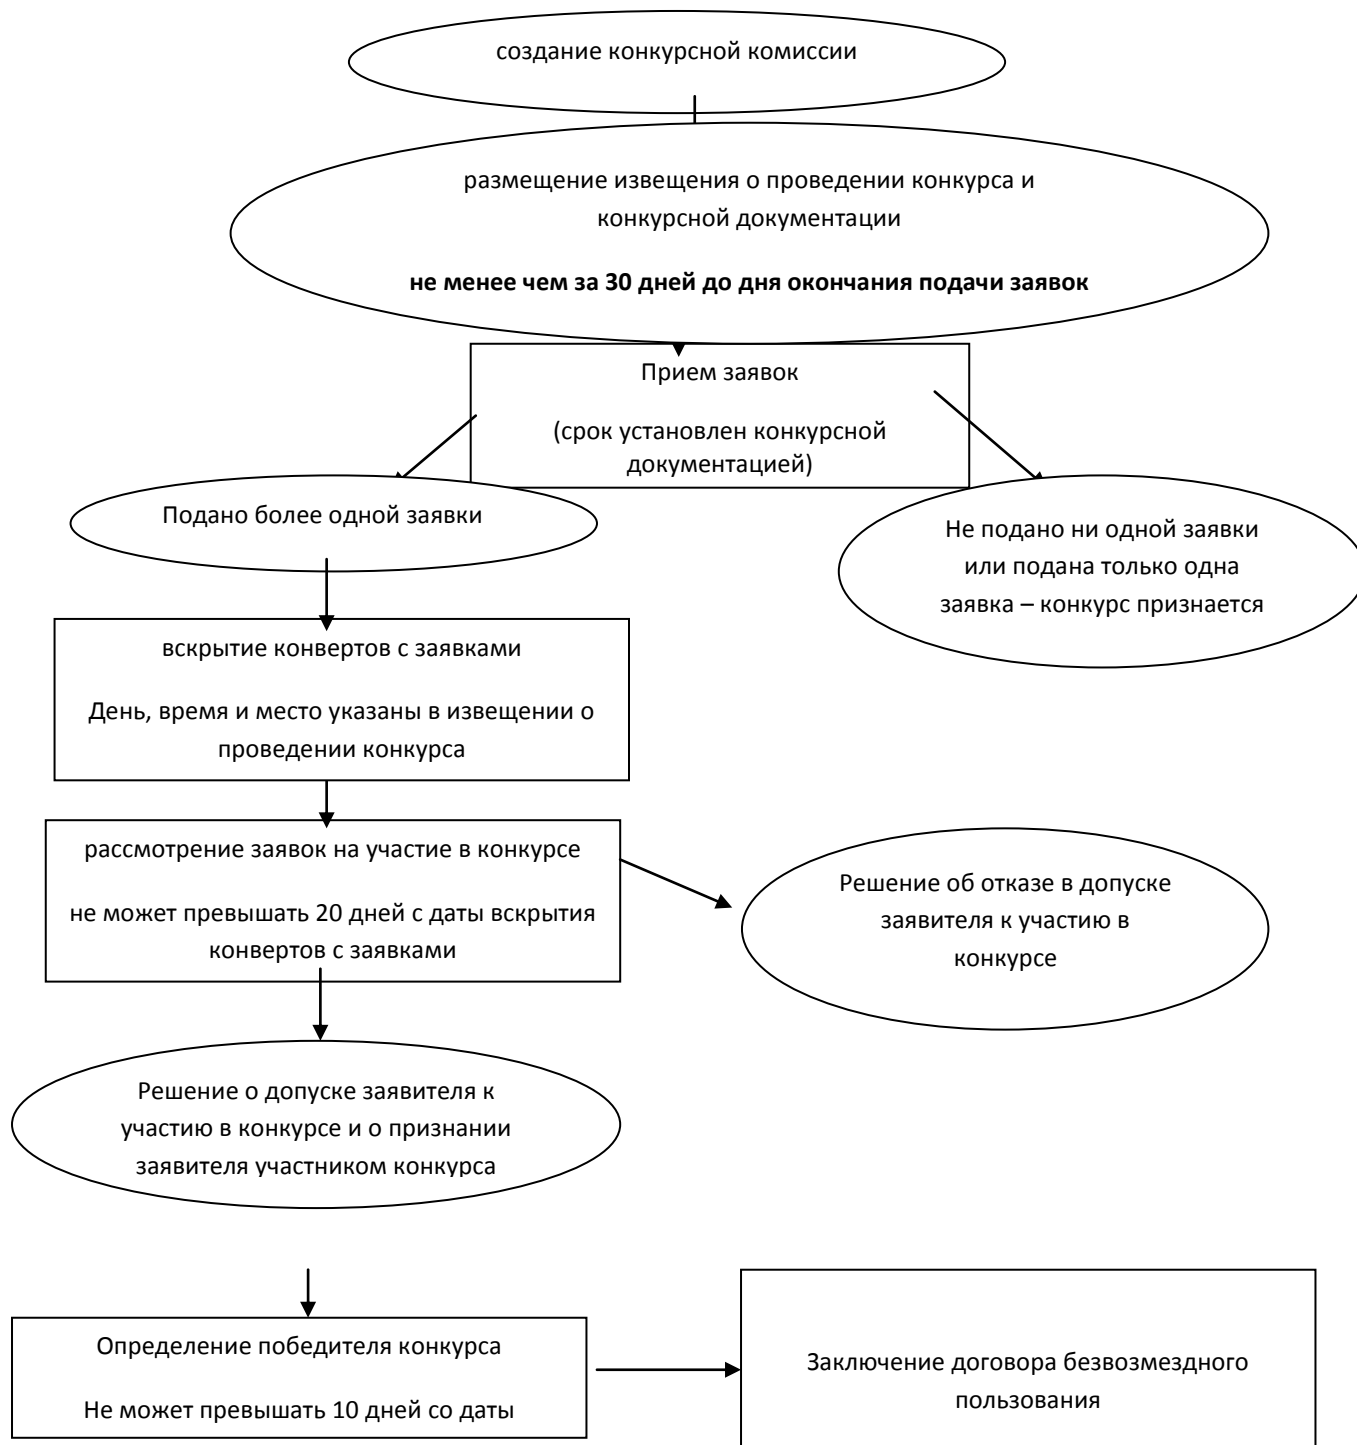 создание конкурсной комиссии
размещение извещения о проведении конкурса и
конкурсной документации
не менее чем за 30 дней до дня окончания подачи заявок
Прием заявок
(срок установлен конкурсной
документацией)
Подано более одной заявки
Не подано ни одной заявки
или подана только одна
заявка – конкурс признается
вскрытие конвертов с заявками
День, время и место указаны в извещении о
проведении конкурса
рассмотрение заявок на участие в конкурсе
не может превышать 20 дней с даты вскрытия
конвертов с заявками
Решение об отказе в допуске
заявителя к участию в
конкурсе
Решение о допуске заявителя к
участию в конкурсе и о признании
заявителя участником конкурса
Определение победителя конкурса
Не может превышать 10 дней со даты
Заключение договора безвозмездного
пользования